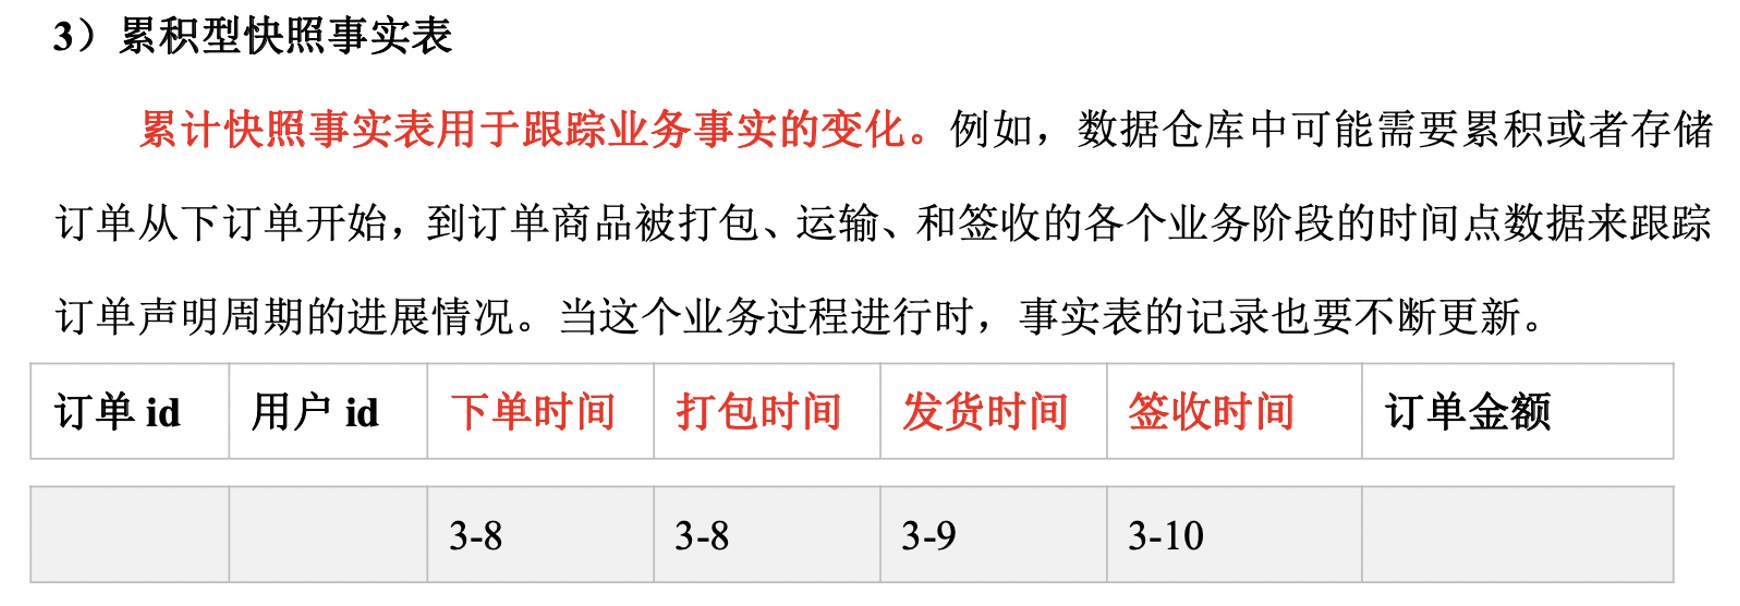 3）累积型快照事实表
累计快照事实表用于跟踪业务事实的变化。例如，数据仓库中可能需要累积或者存储
订单从下订单开始，到订单商品被打包、运输、和签收的各个业务阶段的时间点数据来跟踪
订单声明周期的进展情况。当这个业务过程进行时，事实表的记录也要不断更新。
订单 id 用户 id 下单时间 打包时间 发货时间 签收时间 订单金额
3-8 3-8 3-9 3-10